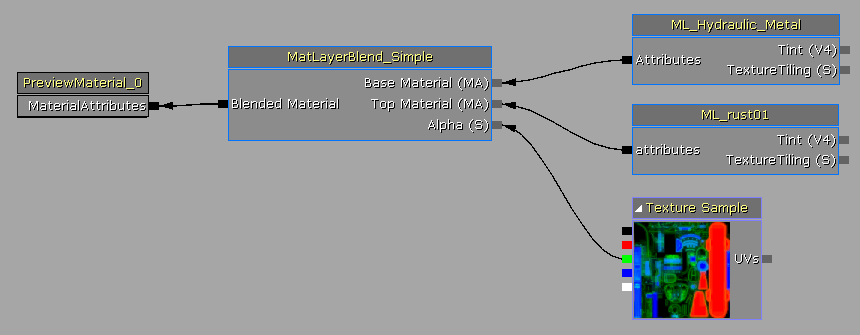 PreviewMaterial_0
MaterialAttributes
MatLayerBlend_Simple
Base Material (MA)
Blended Material
Top Material (MA)
Alpha (S)
ML_Hydraulic_Metal
Attributes
Tint (V4)
TextureTiling (S)
ML_rust01
attributes
Tint (V4)
TextureTiling (S)
Texture Sample
UVs